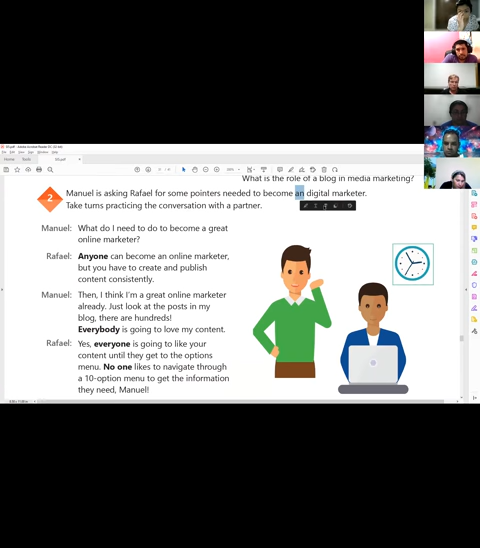 What is the role of a blog in media marketing?
2
Manuel is asking Rafael for some pointers needed to become an digital marketer.
Take turns practicing the conversation with a partner.
Manuel: What do I need to do to become a great
online marketer?
Rafael: Anyone can become an online marketer,
but you have to create and publish
content consistently.
Manuel: Then, I think I'm a great online marketer
already. Just look at the posts in my
blog, there are hundreds!
Everybody is going to love my content.
Rafael: Yes, everyone is going to like your
content until they get to the options
menu. No one likes to navigate through
a 10-option menu to get the information
they need, Manuel!